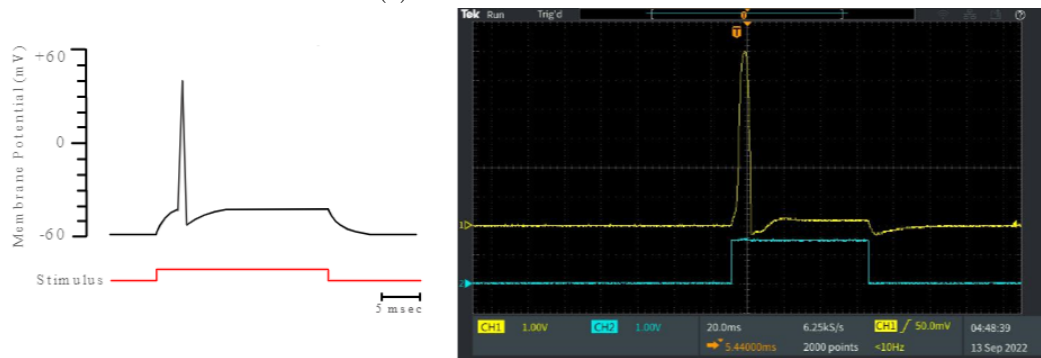 Membrane Potential (mV)
+60
0
-60
Stimulus
5 msec
Tek Run Trig'd
T
1
2
CH1 1.00V CH2 1.00V 20.0ms 6.25kS/s CH1 50.0mV 04:48:39
5.44000ms 2000 points <10Hz 13 Sep 2022